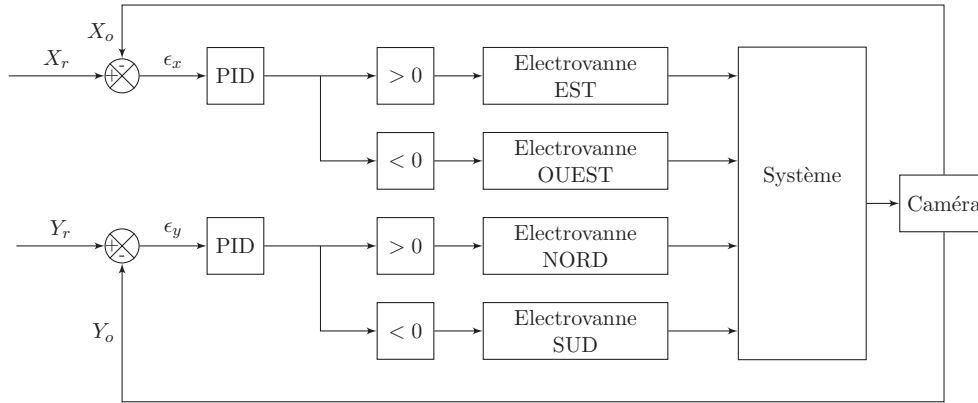 X_o
X_r
+
-
ϵ_x
PID
> 0
Electrovanne
EST
< 0
Electrovanne
OUEST
Système
Caméra
Y_r
+
-
ϵ_y
PID
> 0
Electrovanne
NORD
Y_o
< 0
Electrovanne
SUD